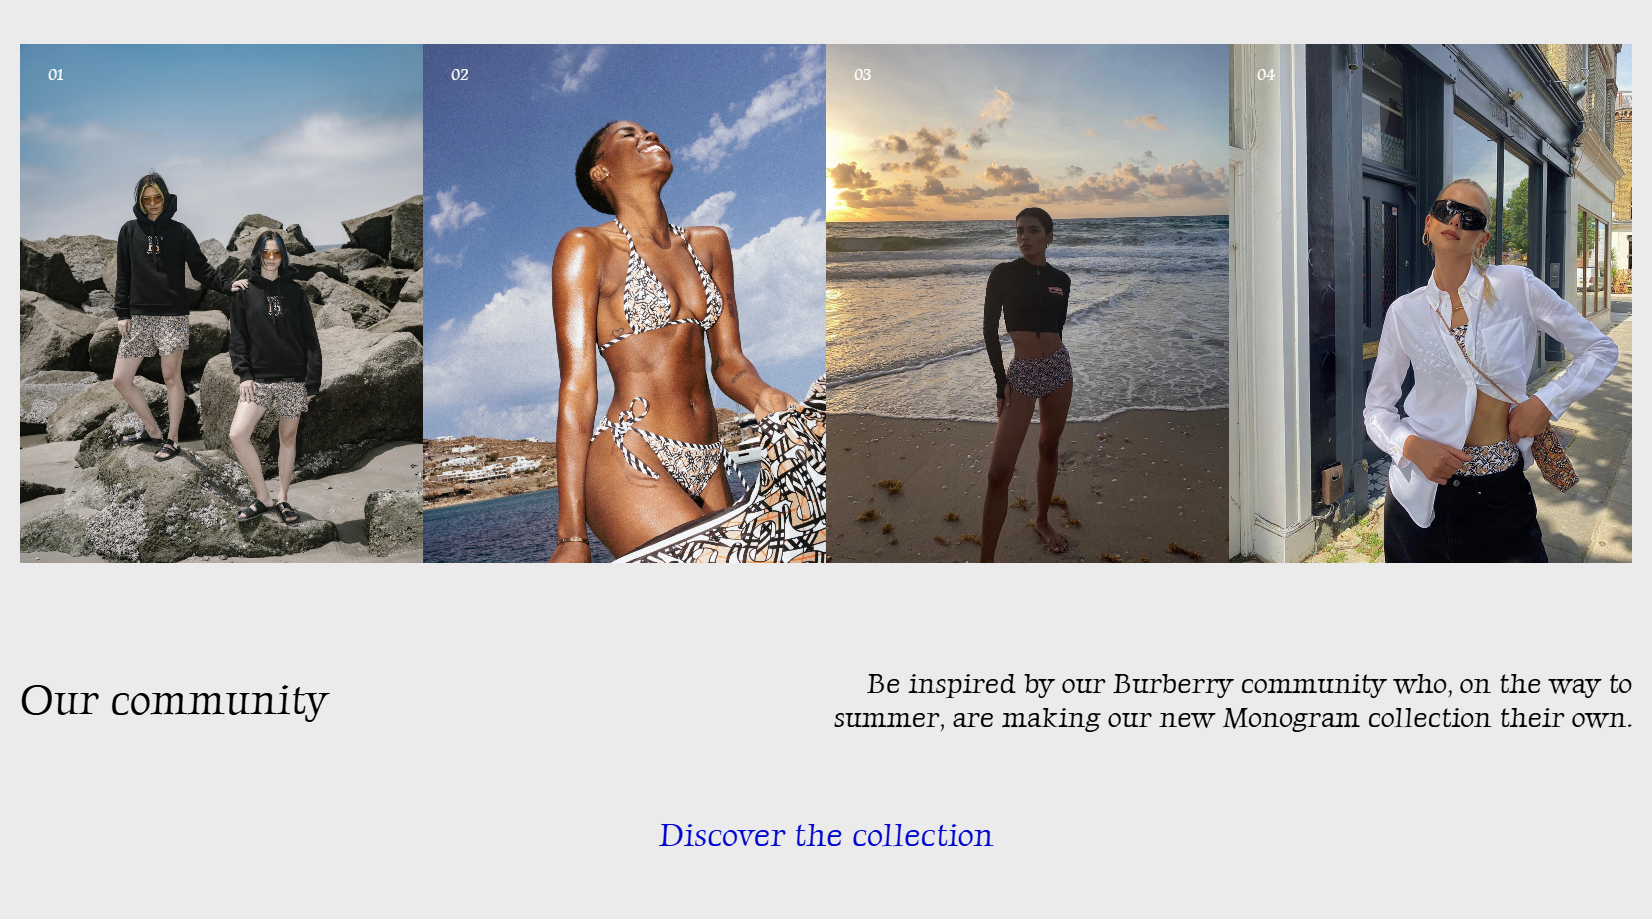 01
02
03
04
Our community
Be inspired by our Burberry community who, on the way to
summer, are making our new Monogram collection their own.
Discover the collection